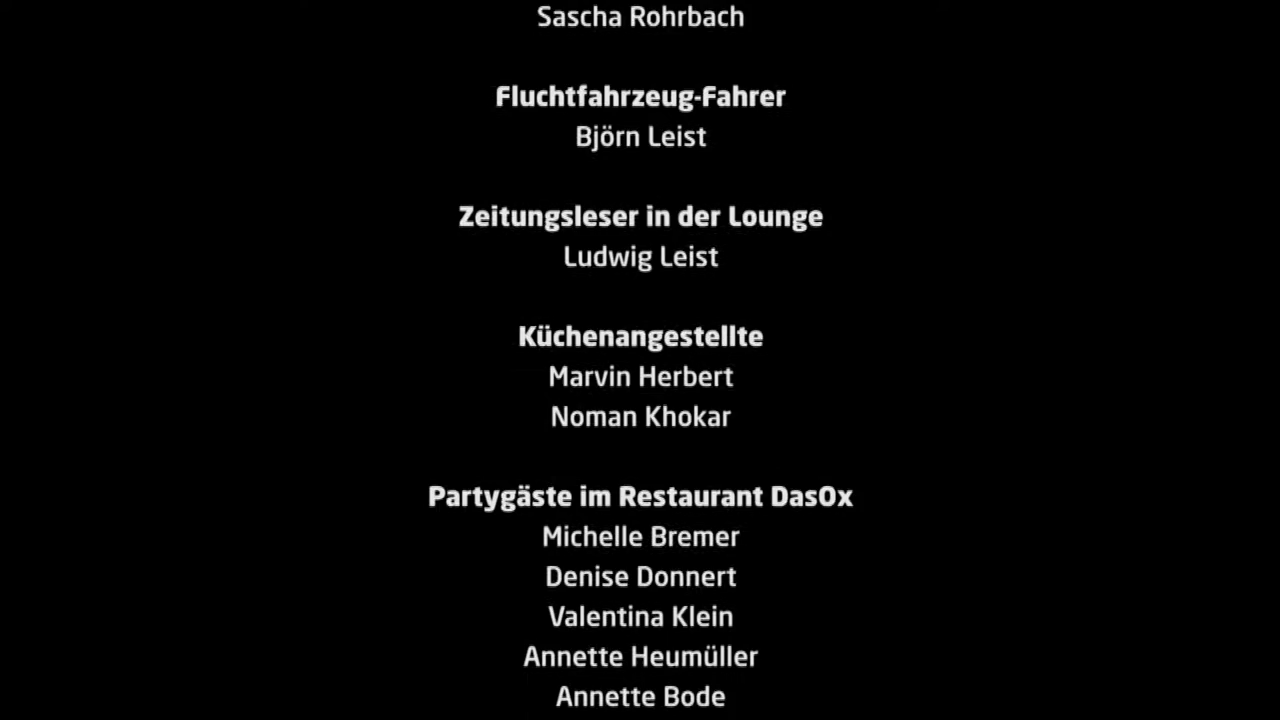 Sascha Rohrbach
Fluchtfahrzeug-Fahrer
Björn Leist
Zeitungsleser in der Lounge
Ludwig Leist
Küchenangestellte
Marvin Herbert
Noman Khokar
Partygäste im Restaurant DasOx
Michelle Bremer
Denise Donnert
Valentina Klein
Annette Heumüller
Annette Bode